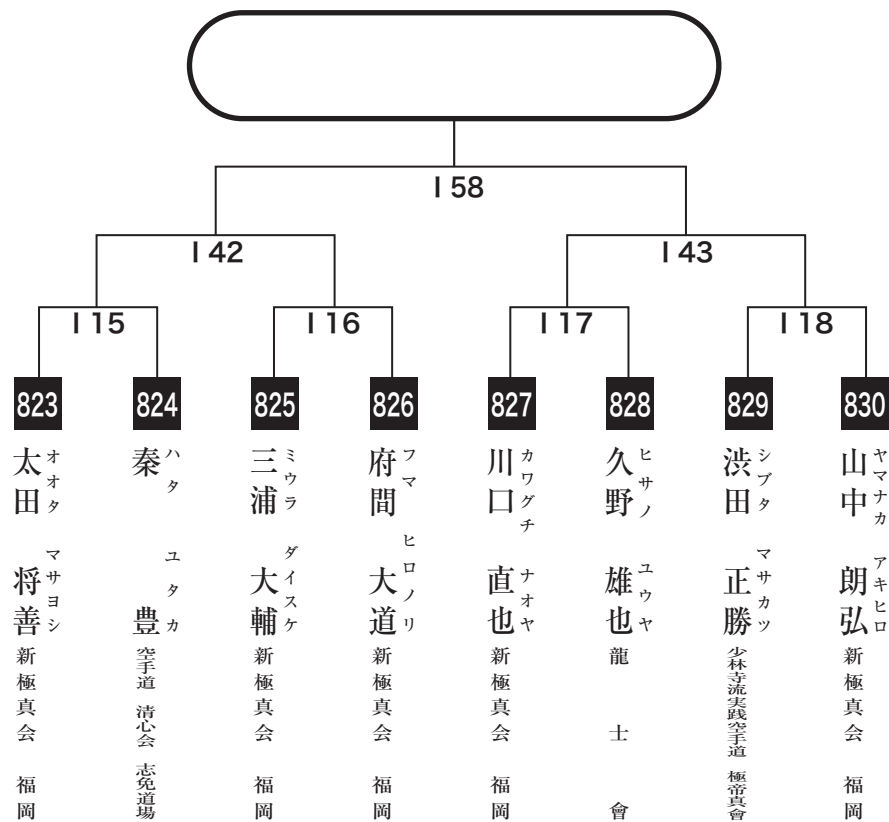 I 58
I 42
I 43
I 15
I 16
I 17
I 18
823
824
825
826
827
828
829
830
太田 将善
オオタ マサヨシ
新極真会 福岡
秦 豊
ハタ ユタカ
空手道 清心会 志免道場
三浦 大輔
ミウラ ダイスケ
新極真会 福岡
府間 大道
フマ ヒロノリ
新極真会 福岡
川口 直也
カワグチ ナオヤ
新極真会 福岡
久野 雄也
ヒサノ ユウヤ
龍士會
渋田 正勝
シブタ マサカツ
少林寺流実践空手道 極帝真會
山中 朗弘
ヤマナカ アキヒロ
新極真会 福岡